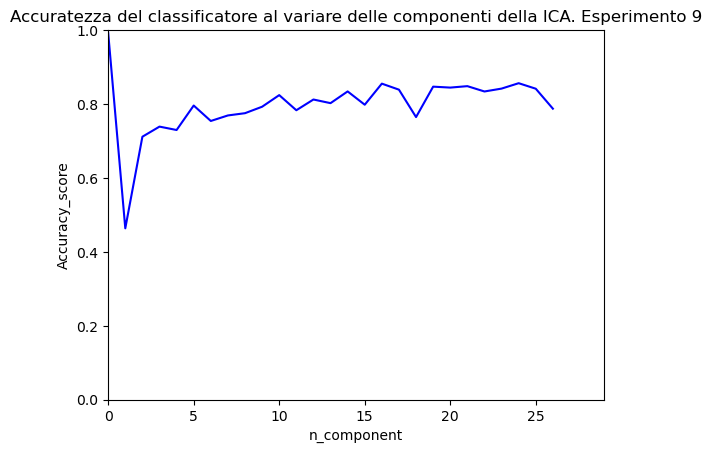 Accuratezza del classificatore al variare delle componenti della ICA. Esperimento 9
1.0
0.8
0.6
0.4
0.2
0.0
Accuracy_score
0 5 10 15 20 25
n_component